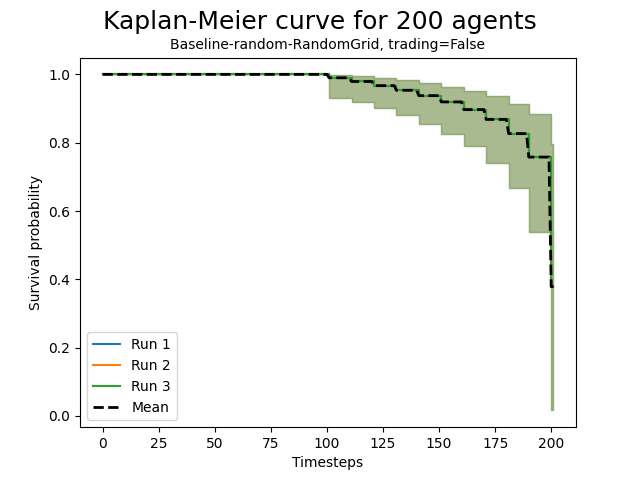 Kaplan-Meier curve for 200 agents
Baseline-random-RandomGrid, trading=False
Survival probability
1.0
0.8
0.6
0.4
0.2
0.0
Run 1
Run 2
Run 3
Mean
0 25 50 75 100 125 150 175 200
Timesteps